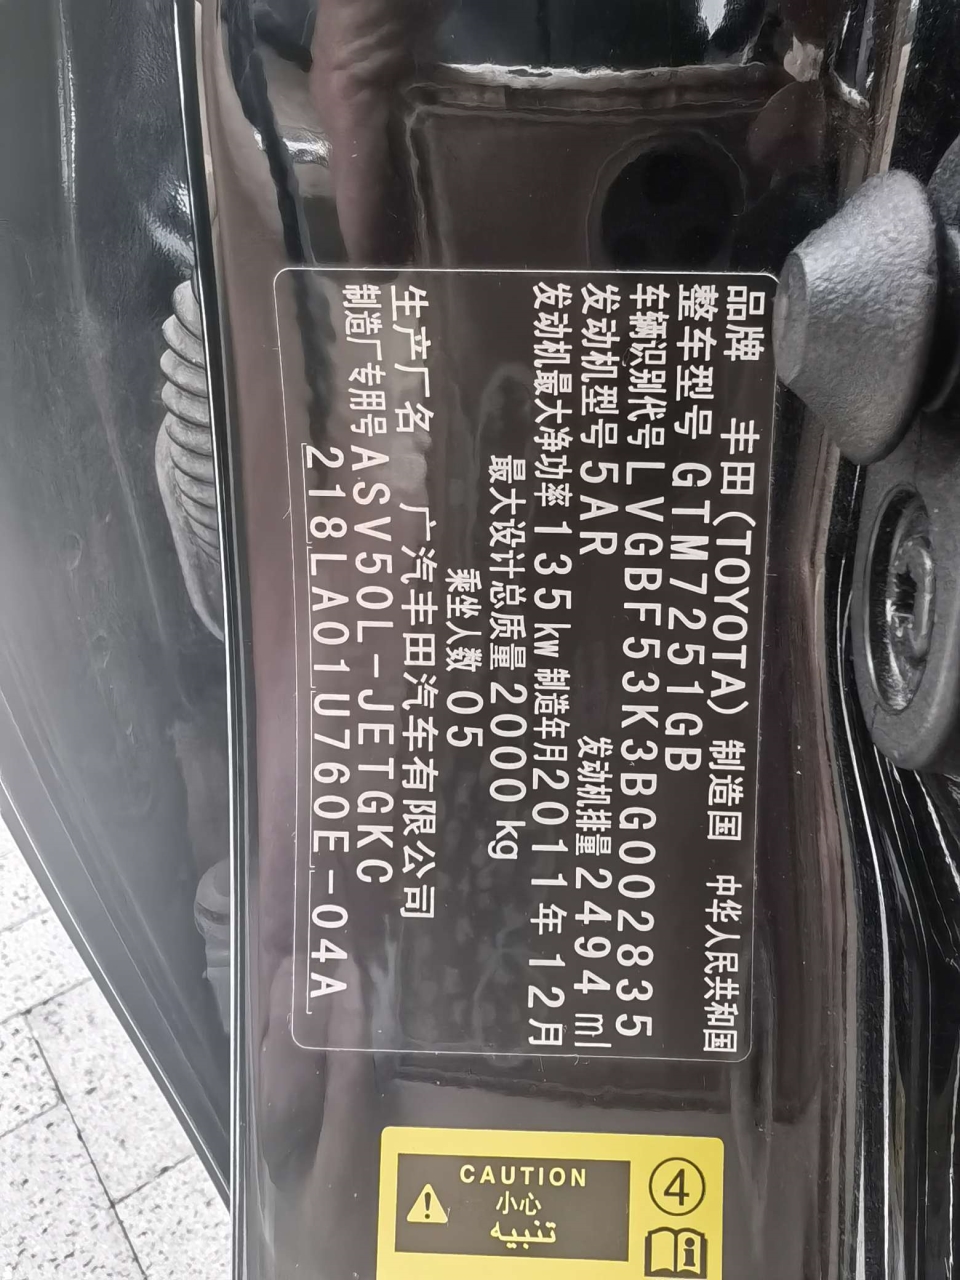 品牌 丰田(TOYOTA) 制造国 中华人民共和国
整车型号 GTM7251GB
车辆识别代号 LVGBF53K3BG002835
发动机型号 5AR 发动机排量 2494 ml
发动机最大净功率 135kw 制造年月 2011年12月
最大设计总质量 2000kg
乘坐人数 05
生产厂名 广汽丰田汽车有限公司
制造厂专用号 ASV50L-JETGKC
218LA01U760E-04A
④
CAUTION
小心
تنبيه